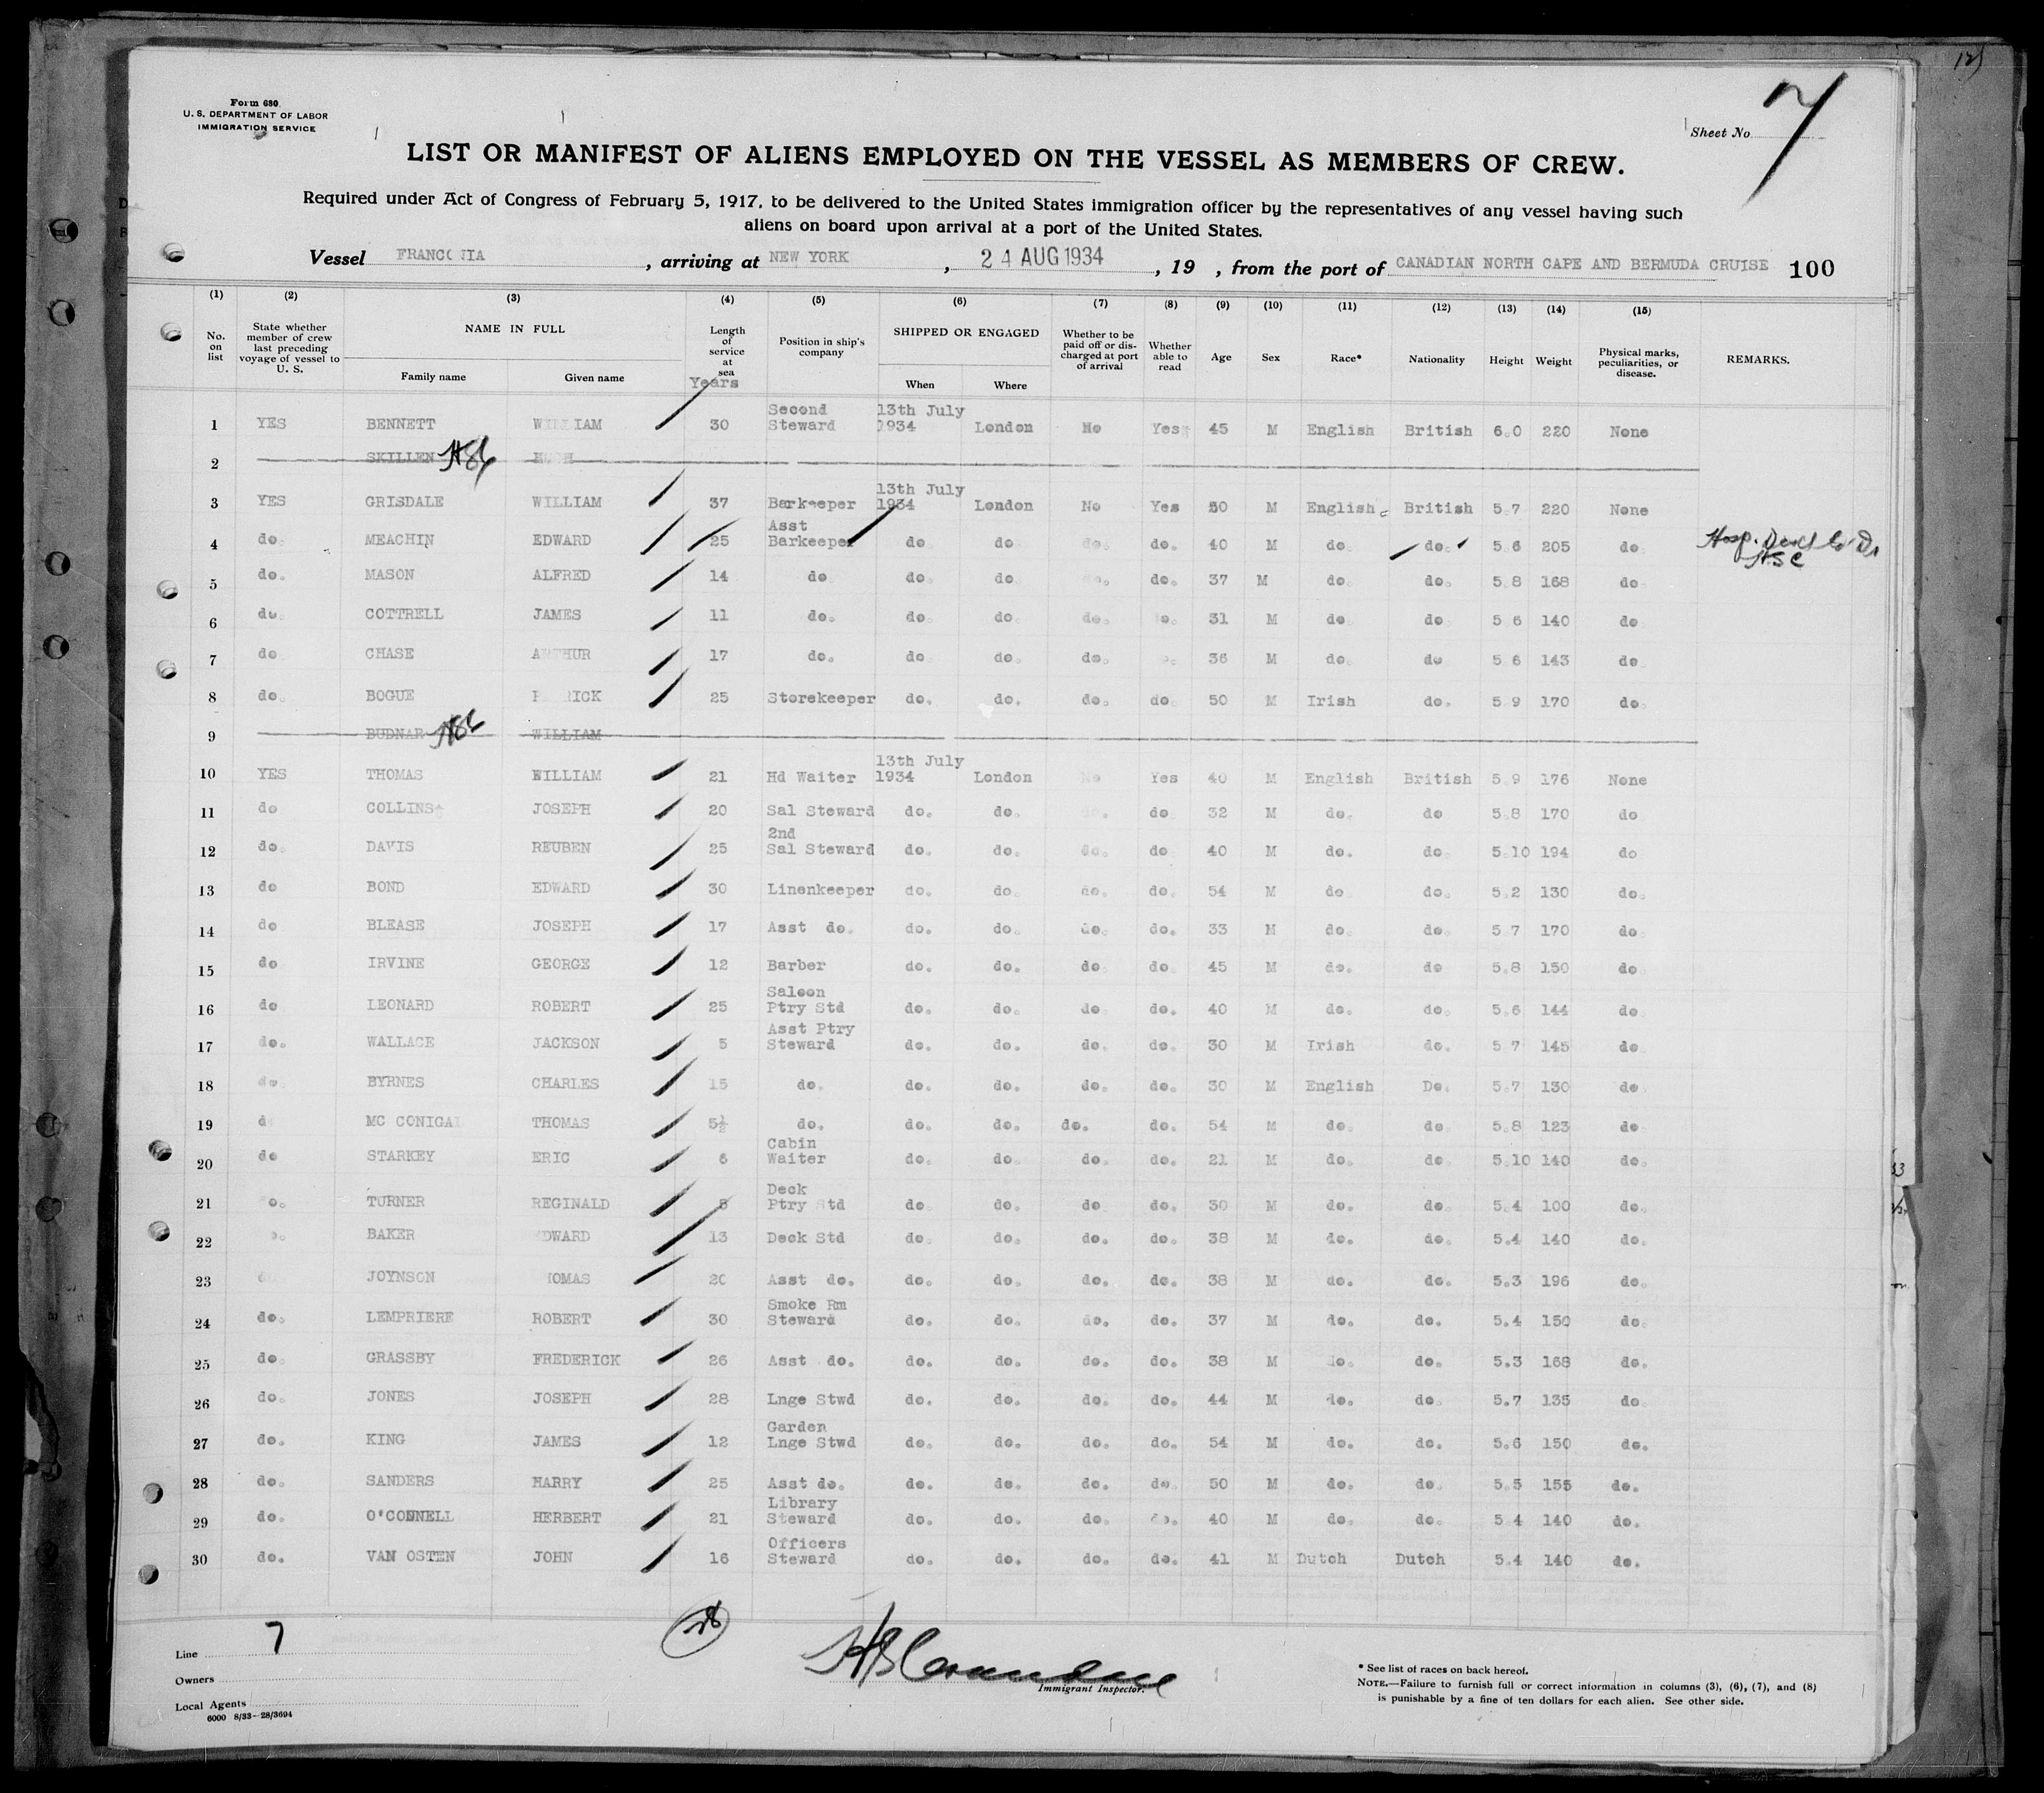 Form 680
U. S. DEPARTMENT OF LABOR
IMMIGRATION SERVICE
Sheet No. 7
LIST OR MANIFEST OF ALIENS EMPLOYED ON THE VESSEL AS MEMBERS OF CREW.
Required under Act of Congress of February 5, 1917, to be delivered to the United States immigration officer by the representatives of any vessel having such
aliens on board upon arrival at a port of the United States.
Vessel FRANCONIA, arriving at NEW YORK, 24 AUG 1934, 19 , from the port of CANADIAN NORTH CAPE AND BERMUDA CRUISE 100
(1) (2) (3) (4) (5) (6) (7) (8) (9) (10) (11) (12) (13) (14) (15)
No. on list | State whether member of crew last preceding voyage of vessel to U. S. | NAME IN FULL Family name Given name | Length of service at sea Years | Position in ship's company | SHIPPED OR ENGAGED When Where | Whether to be paid off or discharged at port of arrival | Whether able to read | Age | Sex | Race* | Nationality | Height | Weight | Physical marks, peculiarities, or disease. | REMARKS.
1 YES BENNETT WILLIAM 30 Second Steward 13th July 1934 London No Yes 45 M English British 6.0 220 None
2 SKILLEN HUGH
3 YES GRISDALE WILLIAM 37 Barkeeper 13th July 1934 London No Yes 50 M English British 5 7 220 None
4 do. MEACHIN EDWARD 25 Asst Barkeeper do do do. do. 40 M do do. 5 6 205 do Hosp.
5 do. MASON ALFRED 14 do do. do do. 37 M do do. 5 8 168 do
6 do. COTTRELL JAMES 11 do. do. do do. 31 M do do 5 6 140 do
7 do CHASE ARTHUR 17 do. do do. do. 36 M do. do 5 6 143 do
8 do. BOGUE 25 Storekeeper do. do. do. do. 50 M Irish do. 5 9 170 do.
9 BUDNAR WILLIAM
10 YES THOMAS WILLIAM 21 Hd Waiter 13th July 1934 London No Yes 40 M English British 5 9 176 None
11 do COLLINS JOSEPH 20 Sal Steward do. do. do. do 32 M do. do 5.8 170 do
12 do. DAVIS REUBEN 25 2nd Sal Steward do. do. do. do 40 M do. do 5.10 194 do
13 do BOND EDWARD 30 Linenkeeper do. do. do. do. 54 M do do. 5.2 130 do.
14 do BLEASE JOSEPH 17 Asst do. do. do. do. do. 33 M do. do. 5 7 170 do
15 do IRVINE GEORGE 12 Barber do. do. do do. 45 M do. do 5.8 150 do
16 do LEONARD ROBERT 25 Saloon Ptry Std do. do. do do. 40 M do. do. 5.6 144 do
17 do. WALLACE JACKSON 5 Asst Ptry Steward do. do. do. do. 30 M Irish do. 5 7 145 do
18 do. BYRNES CHARLES 15 do. do. do. do. do. 30 M English Do. 5.7 130 do
19 d MC CONIGAL THOMAS 5½ do. do. do. do. do. 54 M do. do 5.8 123 do
20 do STARKEY ERIC 6 Cabin Waiter do. do. do. do. 21 M do. do 5.10 140 do.
21 o. TURNER REGINALD 8 Deck Ptry Std do do. do do. 30 M do. do. 5.4 100 do.
22 BAKER EDWARD 13 Deck Std do. do. do. do. 38 M do. do. 5.4 140 do.
23 JOYNSON THOMAS 20 Asst do. do. do. do. do. 38 M do. do. 5.3 196 do.
24 do. LEMPRIERE ROBERT 30 Smoke Rm Steward do. do. do. do. 37 M do. do. 5.4 150 do.
25 do. GRASSBY FREDERICK 26 Asst do. do. do. do. do. 38 M do. do. 5.3 168 do.
26 do. JONES JOSEPH 28 Lnge Stwd do. do. do. do. 44 M do. do. 5.7 135 do
27 do. KING JAMES 12 Garden Lnge Stwd do. do. do. do. 54 M do. do. 5.6 150 do.
28 do. SANDERS HARRY 25 Asst do. do. do. do. do. 50 M do. do. 5.5 155 do.
29 do. O'CONNELL HERBERT 21 Library Steward do. do. do. do. 40 M do. do. 5 4 140 do.
30 do. VAN OSTEN JOHN 16 Officers Steward do. do. do. do. 41 M Dutch Dutch 5.4 140 do.
28
Line 7
Owners
Local Agents
6000 8/33—28/3694
Immigrant Inspector.
* See list of races on back hereof.
NOTE.—Failure to furnish full or correct information in columns (3), (6), (7), and (8)
is punishable by a fine of ten dollars for each alien. See other side.